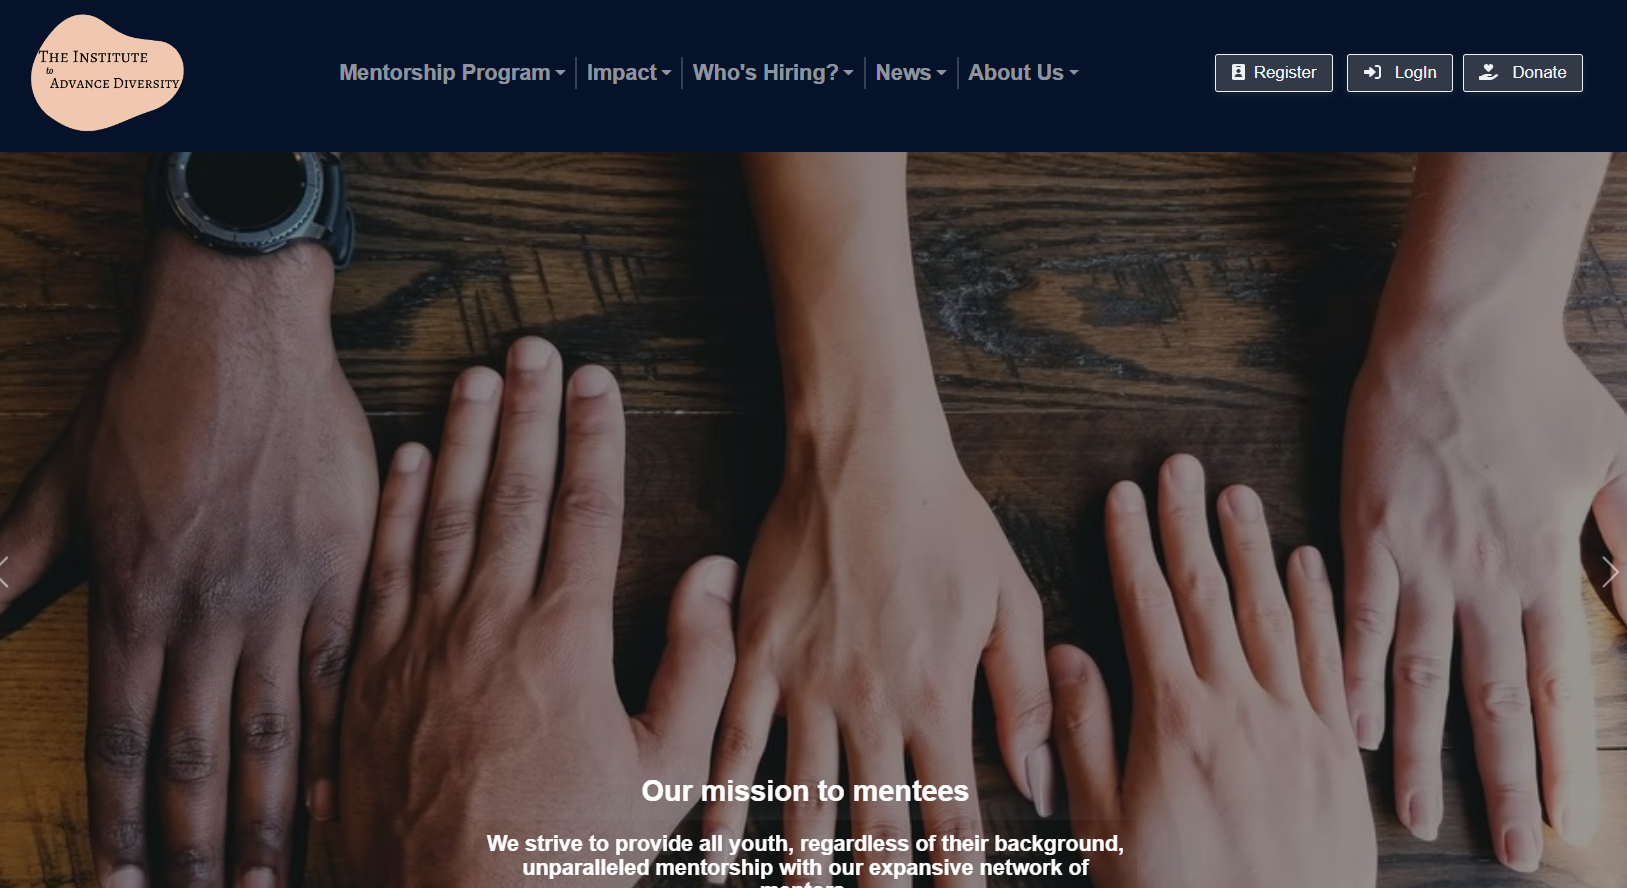 The Institute
to
Advance Diversity
Mentorship Program
Impact
Who's Hiring?
News
About Us
Register
LogIn
Donate
Our mission to mentees
We strive to provide all youth, regardless of their background,
unparalleled mentorship with our expansive network of
mentors